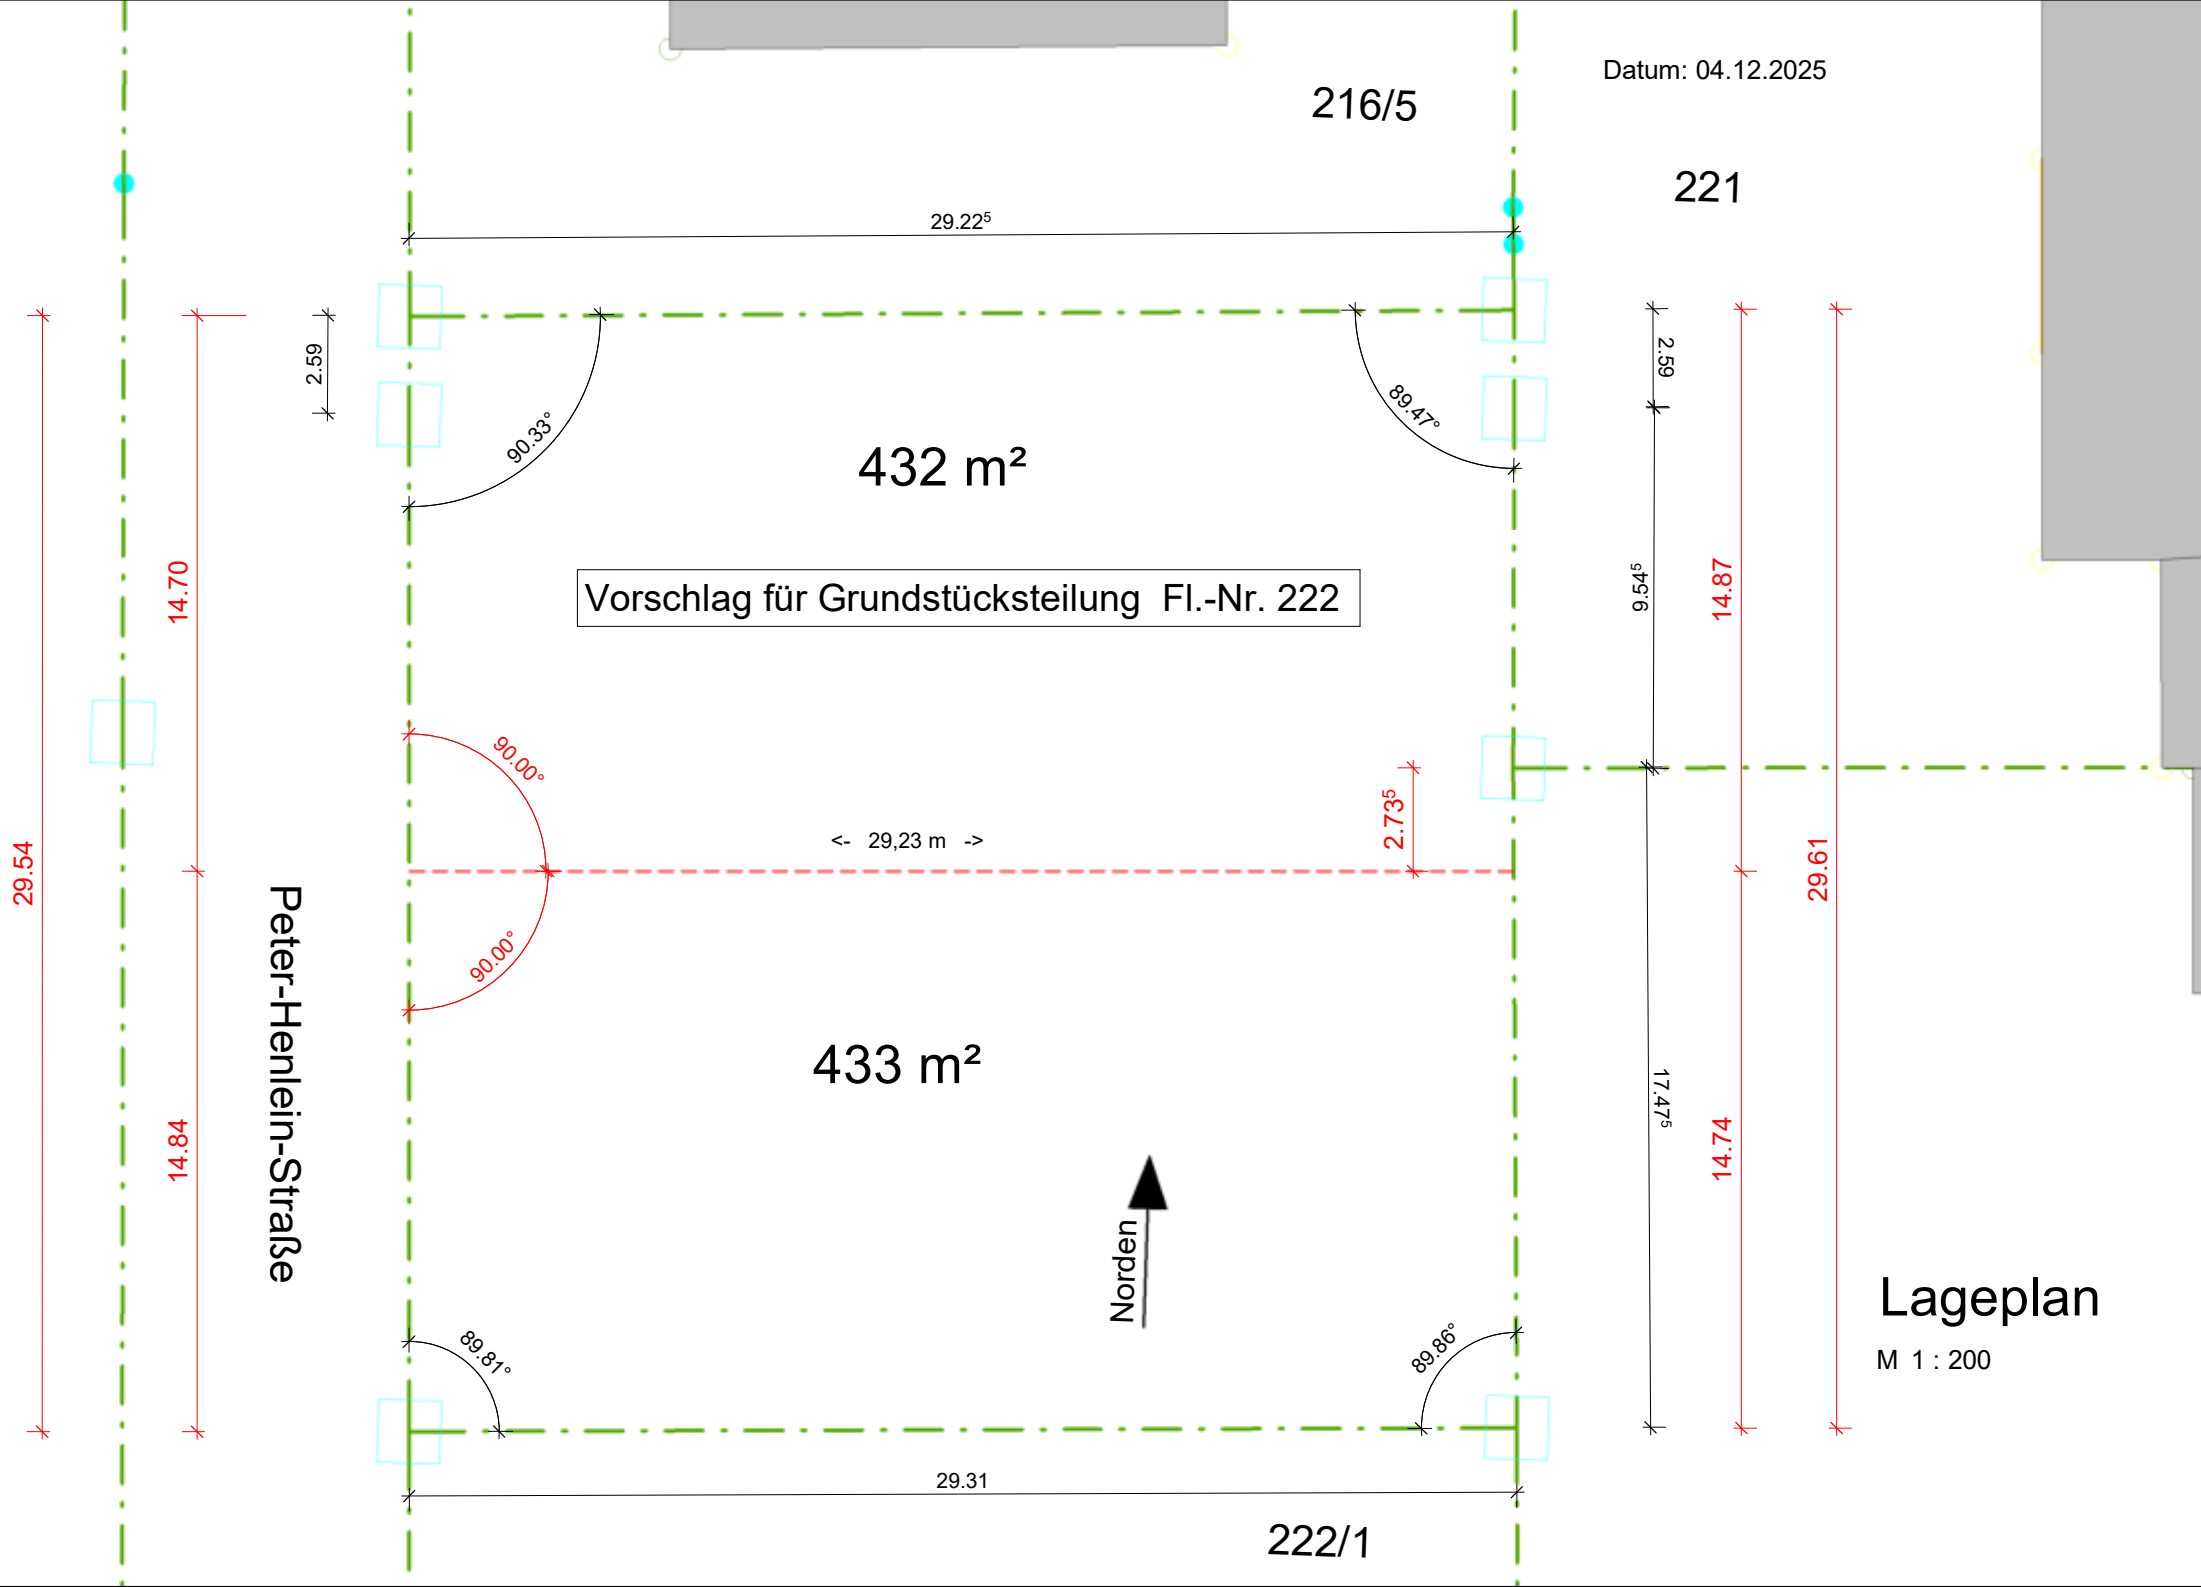 Datum: 04.12.2025
216/5
221
29.22⁵
2.59
2.59
90.33°
89.47°
432 m²
14.70
9.54⁵
14.87
Vorschlag für Grundstücksteilung Fl.-Nr. 222
90.00°
2.73⁵
<- 29,23 m ->
29.54
29.61
90.00°
Peter-Henlein-Straße
433 m²
14.84
17.47⁵
14.74
Norden
Lageplan
M 1 : 200
89.81°
89.86°
29.31
222/1